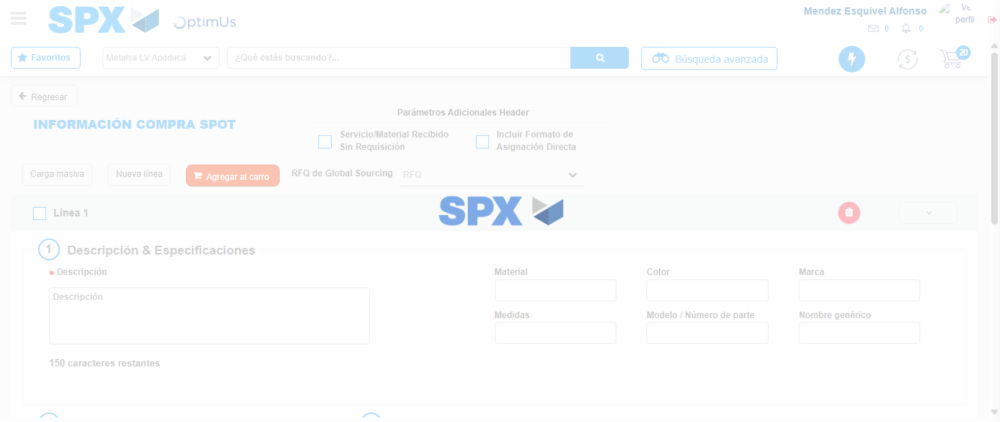 SPX OptimUs
Mendez Esquivel Alfonso
Ve
perfil
0 0
Favoritos
Metalsa LV Apodaca
¿Qué estás buscando?...
Búsqueda avanzada
$
20
Regresar
INFORMACIÓN COMPRA SPOT
Parámetros Adicionales Header
Servicio/Material Recibido
Sin Requisición
Incluir Formato de
Asignación Directa
Carga masiva
Nueva línea
Agregar al carro
RFQ de Global Sourcing
RFQ
SPX
Linea 1
1 Descripción & Especificaciones
* Descripción
Descripción
150 caracteres restantes
Material
Color
Marca
Medidas
Modelo / Número de parte
Nombre genérico